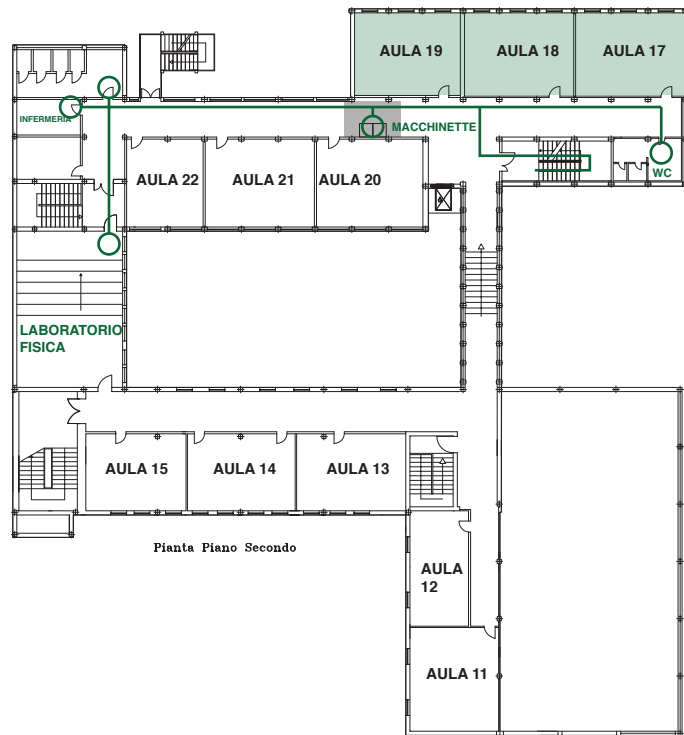 AULA 19
AULA 18
AULA 17
INFERMERIA
MACCHINETTE
WC
AULA 22
AULA 21
AULA 20
LABORATORIO
FISICA
AULA 15
AULA 14
AULA 13
Pianta Piano Secondo
AULA
12
AULA 11